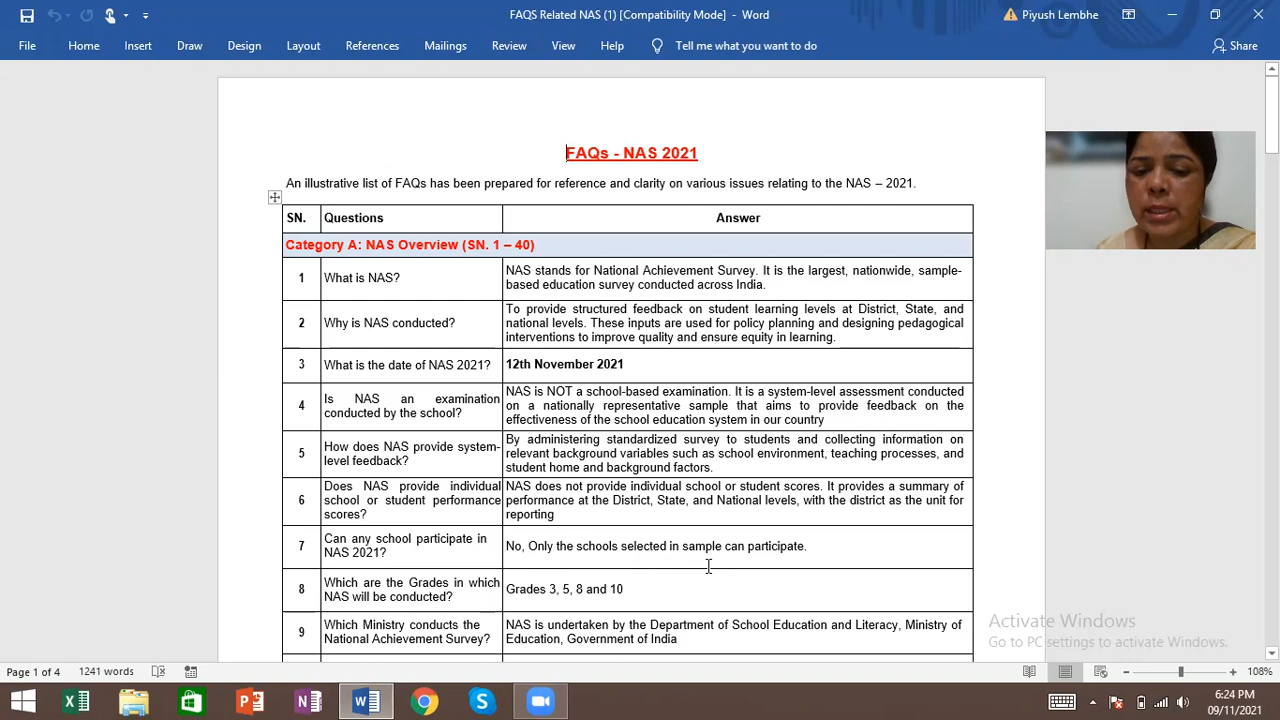 FAQS Related NAS (1) [Compatibility Mode] - Word
Piyush Lembhe
File Home Insert Draw Design Layout References Mailings Review View Help Tell me what you want to do Share
FAQs - NAS 2021
An illustrative list of FAQs has been prepared for reference and clarity on various issues relating to the NAS – 2021.
SN. Questions Answer
Category A: NAS Overview (SN. 1 – 40)
1 What is NAS?
NAS stands for National Achievement Survey. It is the largest, nationwide, sample-
based education survey conducted across India.
2 Why is NAS conducted?
To provide structured feedback on student learning levels at District, State, and
national levels. These inputs are used for policy planning and designing pedagogical
interventions to improve quality and ensure equity in learning.
3 What is the date of NAS 2021? 12th November 2021
4 Is NAS an examination
conducted by the school?
NAS is NOT a school-based examination. It is a system-level assessment conducted
on a nationally representative sample that aims to provide feedback on the
effectiveness of the school education system in our country
5 How does NAS provide system-
level feedback?
By administering standardized survey to students and collecting information on
relevant background variables such as school environment, teaching processes, and
student home and background factors.
6 Does NAS provide individual
school or student performance
scores?
NAS does not provide individual school or student scores. It provides a summary of
performance at the District, State, and National levels, with the district as the unit for
reporting
7 Can any school participate in
NAS 2021?
No, Only the schools selected in sample can participate.
8 Which are the Grades in which
NAS will be conducted?
Grades 3, 5, 8 and 10
9 Which Ministry conducts the
National Achievement Survey?
NAS is undertaken by the Department of School Education and Literacy, Ministry of
Education, Government of India
Activate Windows
Go to PC settings to activate Windows.
Page 1 of 4 1241 words 108%
6:24 PM
09/11/2021